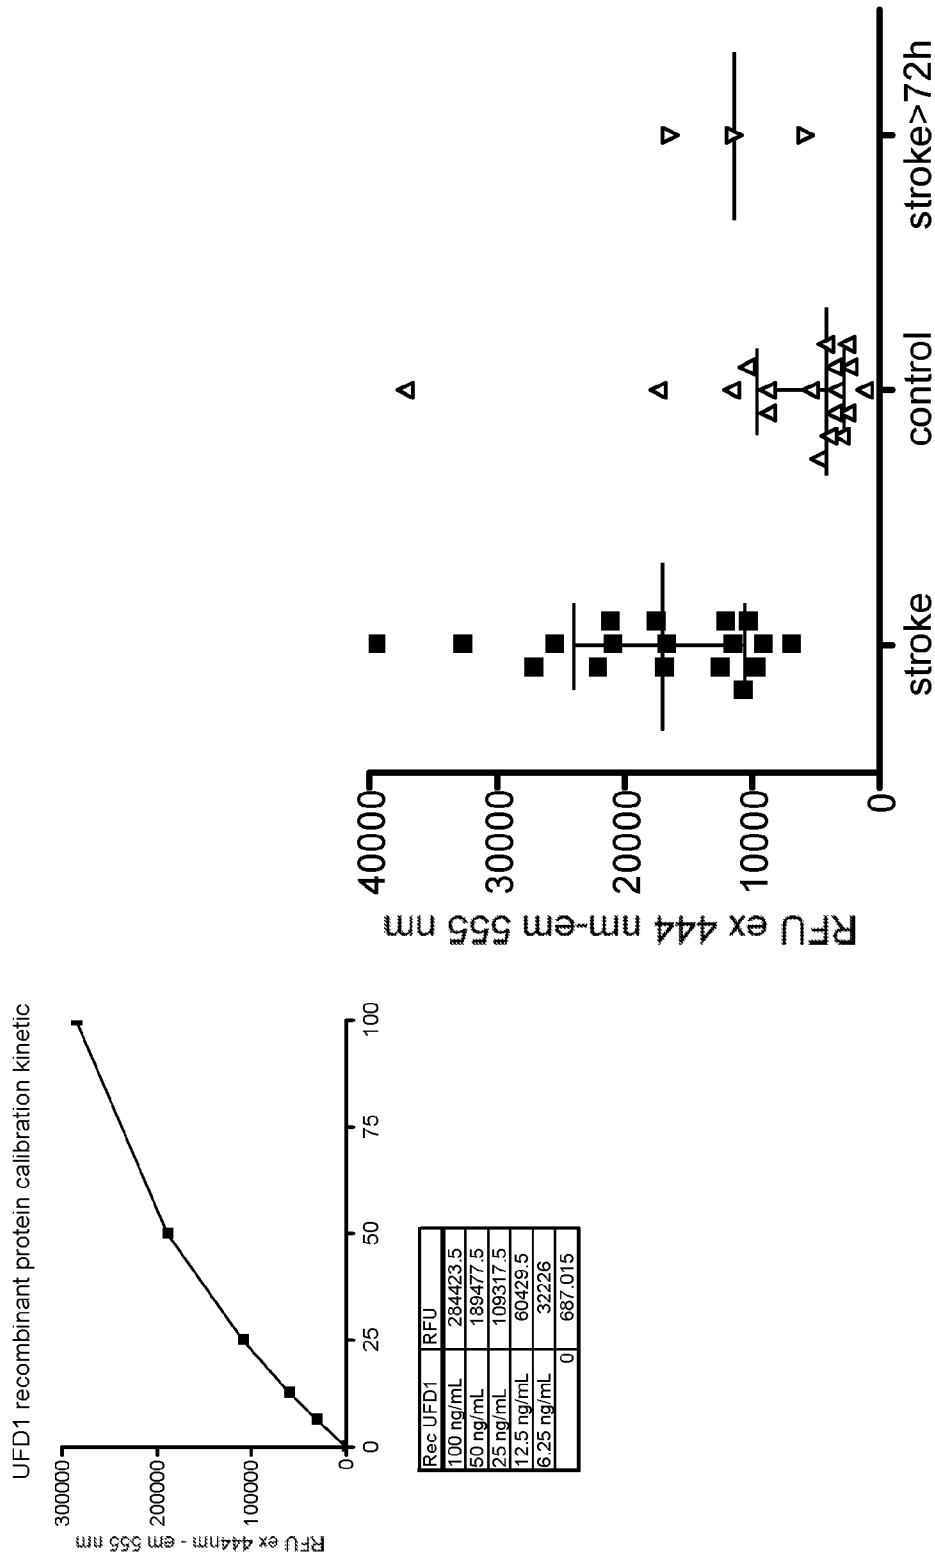 UFD1 recombinant protein calibration kinetic
RFU ex 444nm - em 555 nm
300000
200000
100000
0
0
25
50
75
100
Rec UFD1 RFU
100 ng/mL 284423.5
50 ng/mL 189477.5
25 ng/mL 109317.5
12.5 ng/mL 60429.5
6.25 ng/mL 32226
0 687.015
RFU ex 444 nm-em 555 nm
40000
30000
20000
10000
0
stroke
control
stroke>72h